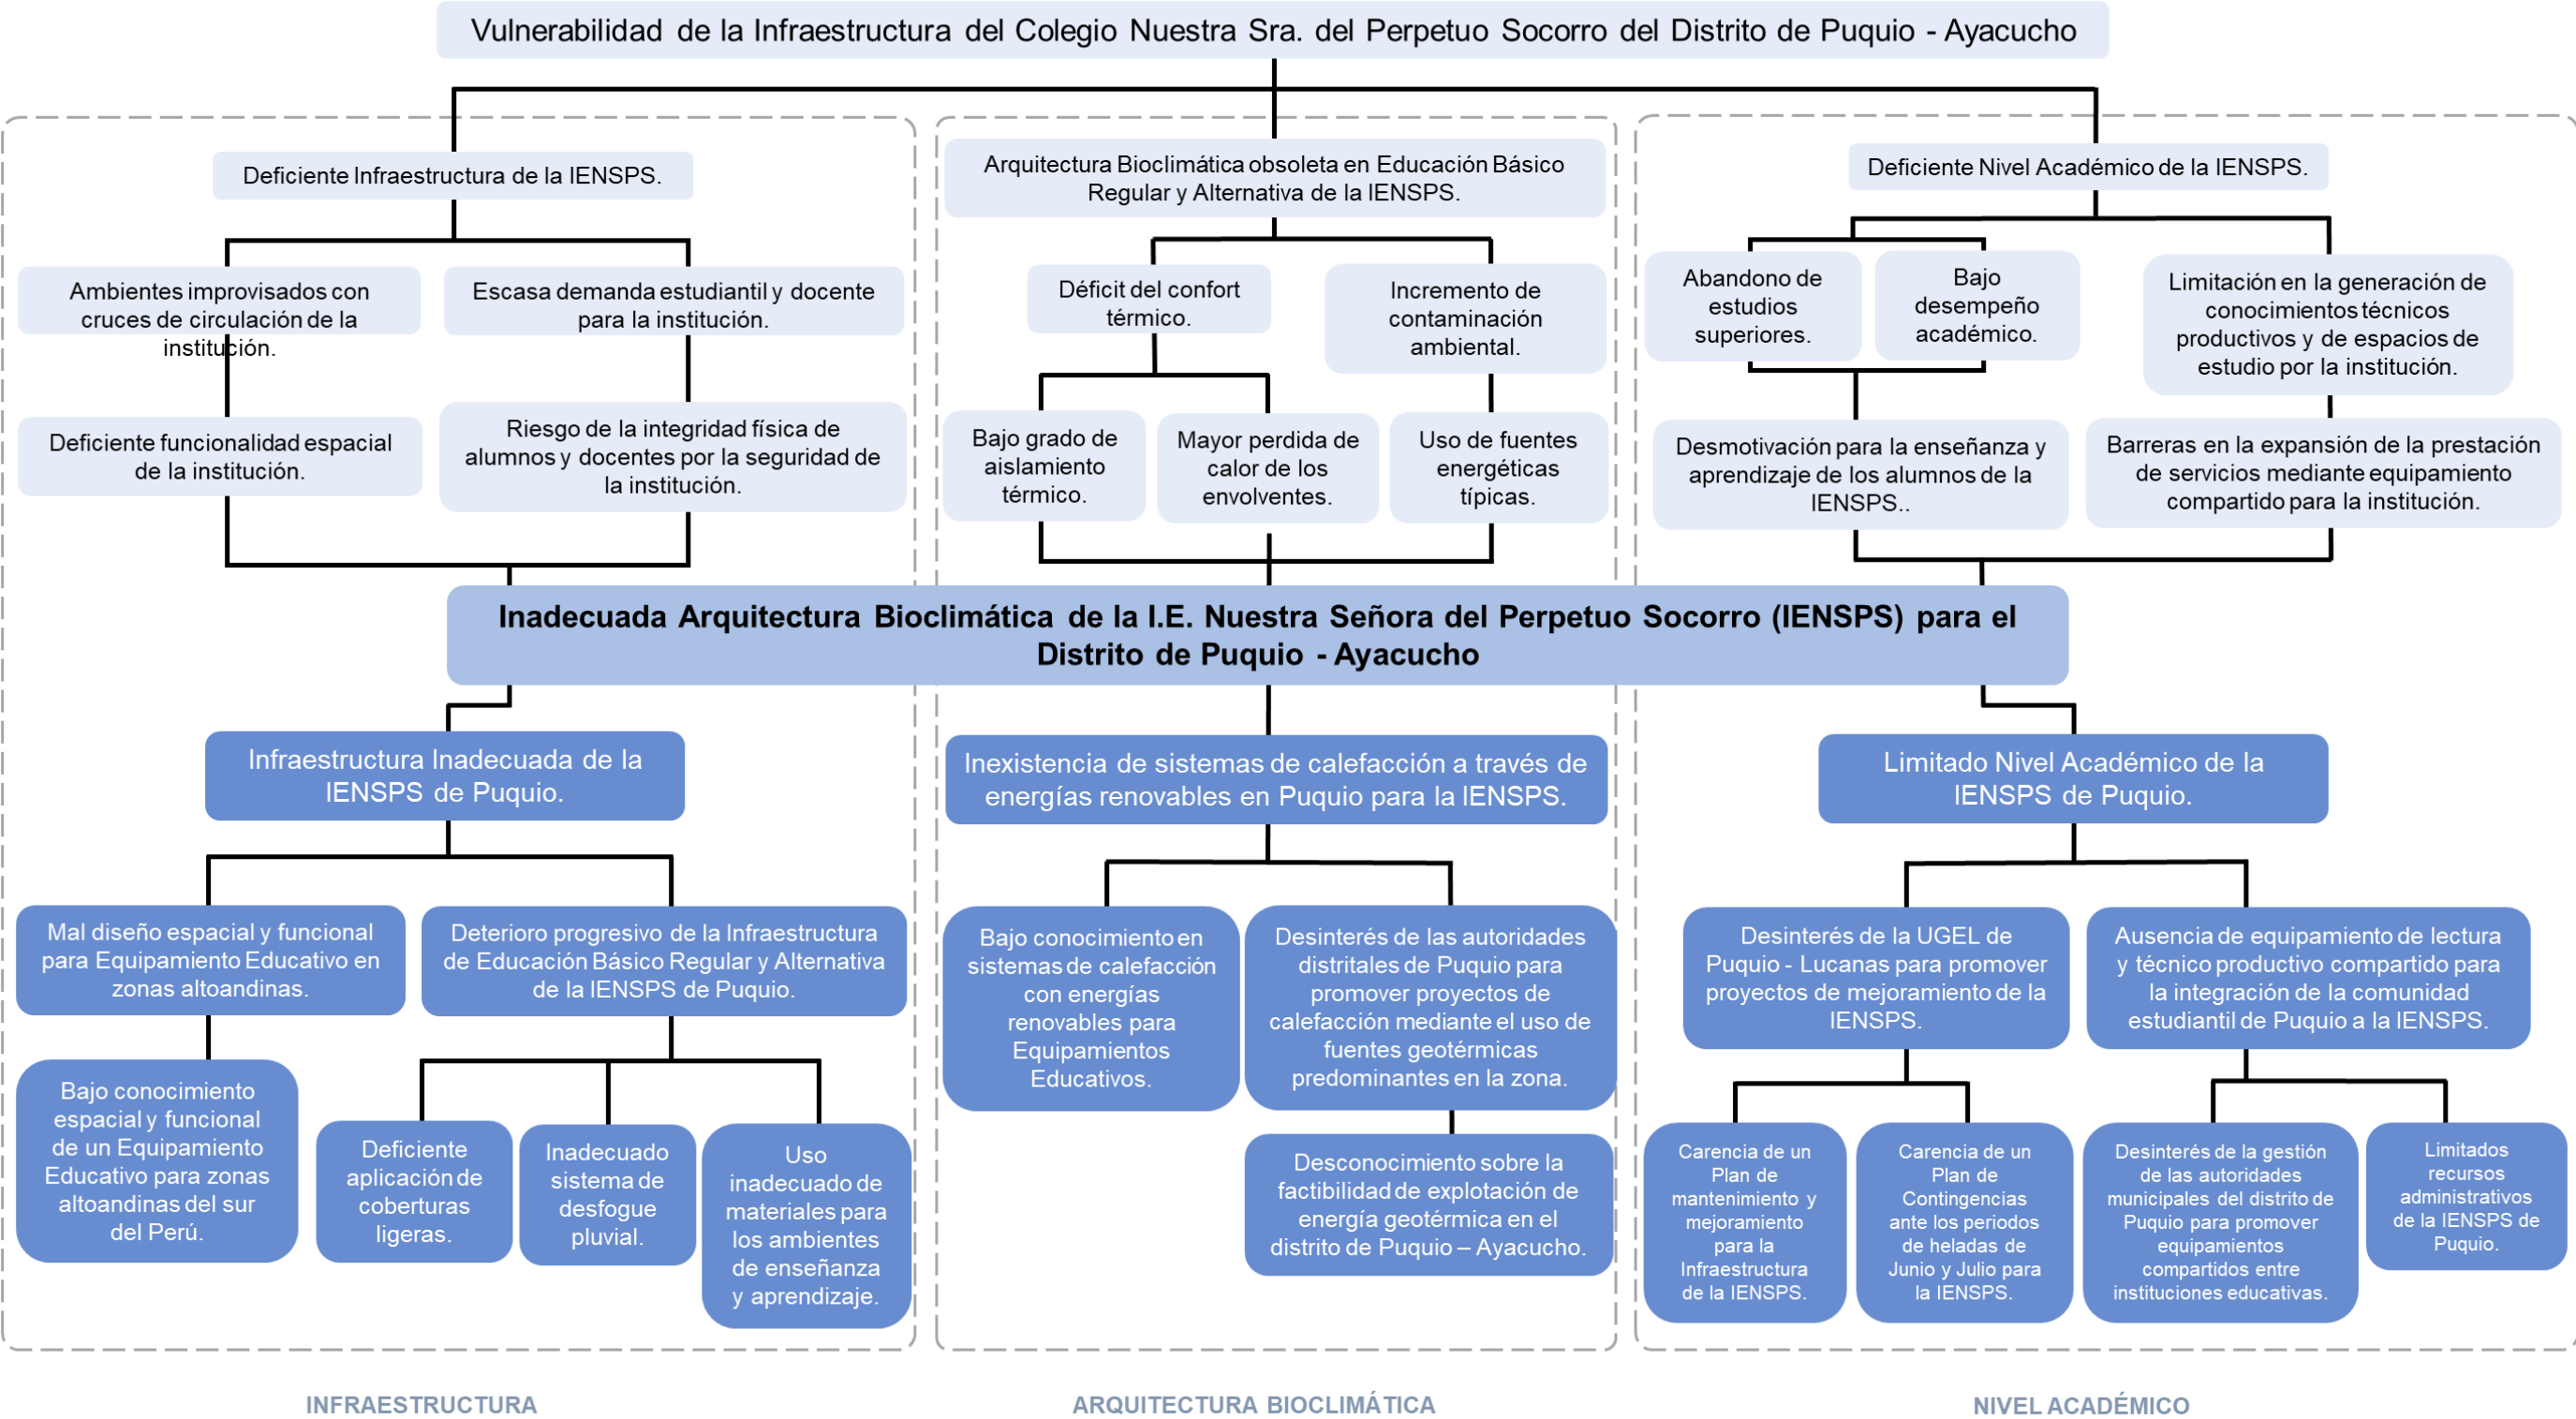 Vulnerabilidad de la Infraestructura del Colegio Nuestra Sra. del Perpetuo Socorro del Distrito de Puquio - Ayacucho
Deficiente Infraestructura de la IENSPS.
Ambientes improvisados con
cruces de circulación de la
institución.
Escasa demanda estudiantil y docente
para la institución.
Deficiente funcionalidad espacial
de la institución.
Riesgo de la integridad física de
alumnos y docentes por la seguridad de
la institución.
Arquitectura Bioclimática obsoleta en Educación Básico
Regular y Alternativa de la IENSPS.
Déficit del confort
térmico.
Incremento de
contaminación
ambiental.
Bajo grado de
aislamiento
térmico.
Mayor perdida de
calor de los
envolventes.
Uso de fuentes
energéticas
típicas.
Deficiente Nivel Académico de la IENSPS.
Abandono de
estudios
superiores.
Bajo
desempeño
académico.
Limitación en la generación de
conocimientos técnicos
productivos y de espacios de
estudio por la institución.
Desmotivación para la enseñanza y
aprendizaje de los alumnos de la
IENSPS..
Barreras en la expansión de la prestación
de servicios mediante equipamiento
compartido para la institución.
Inadecuada Arquitectura Bioclimática de la I.E. Nuestra Señora del Perpetuo Socorro (IENSPS) para el
Distrito de Puquio - Ayacucho
Infraestructura Inadecuada de la
IENSPS de Puquio.
Mal diseño espacial y funcional
para Equipamiento Educativo en
zonas altoandinas.
Deterioro progresivo de la Infraestructura
de Educación Básico Regular y Alternativa
de la IENSPS de Puquio.
Bajo conocimiento
espacial y funcional
de un Equipamiento
Educativo para zonas
altoandinas del sur
del Perú.
Deficiente
aplicación de
coberturas
ligeras.
Inadecuado
sistema de
desfogue
pluvial.
Uso
inadecuado de
materiales para
los ambientes
de enseñanza
y aprendizaje.
Inexistencia de sistemas de calefacción a través de
energías renovables en Puquio para la IENSPS.
Bajo conocimiento en
sistemas de calefacción
con energías
renovables para
Equipamientos
Educativos.
Desinterés de las autoridades
distritales de Puquio para
promover proyectos de
calefacción mediante el uso de
fuentes geotérmicas
predominantes en la zona.
Desconocimiento sobre la
factibilidad de explotación de
energía geotérmica en el
distrito de Puquio – Ayacucho.
Limitado Nivel Académico de la
IENSPS de Puquio.
Desinterés de la UGEL de
Puquio - Lucanas para promover
proyectos de mejoramiento de la
IENSPS.
Ausencia de equipamiento de lectura
y técnico productivo compartido para
la integración de la comunidad
estudiantil de Puquio a la IENSPS.
Carencia de un
Plan de
mantenimiento y
mejoramiento
para la
Infraestructura
de la IENSPS.
Carencia de un
Plan de
Contingencias
ante los periodos
de heladas de
Junio y Julio para
la IENSPS.
Desinterés de la gestión
de las autoridades
municipales del distrito de
Puquio para promover
equipamientos
compartidos entre
instituciones educativas.
Limitados
recursos
administrativos
de la IENSPS de
Puquio.
INFRAESTRUCTURA
ARQUITECTURA BIOCLIMÁTICA
NIVEL ACADÉMICO